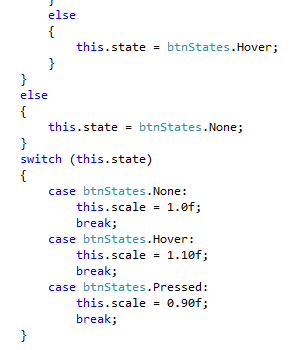 }
else
{
this.state = btnStates.Hover;
}
}
else
{
this.state = btnStates.None;
}
switch (this.state)
{
case btnStates.None:
this.scale = 1.0f;
break;
case btnStates.Hover:
this.scale = 1.10f;
break;
case btnStates.Pressed:
this.scale = 0.90f;
break;
}